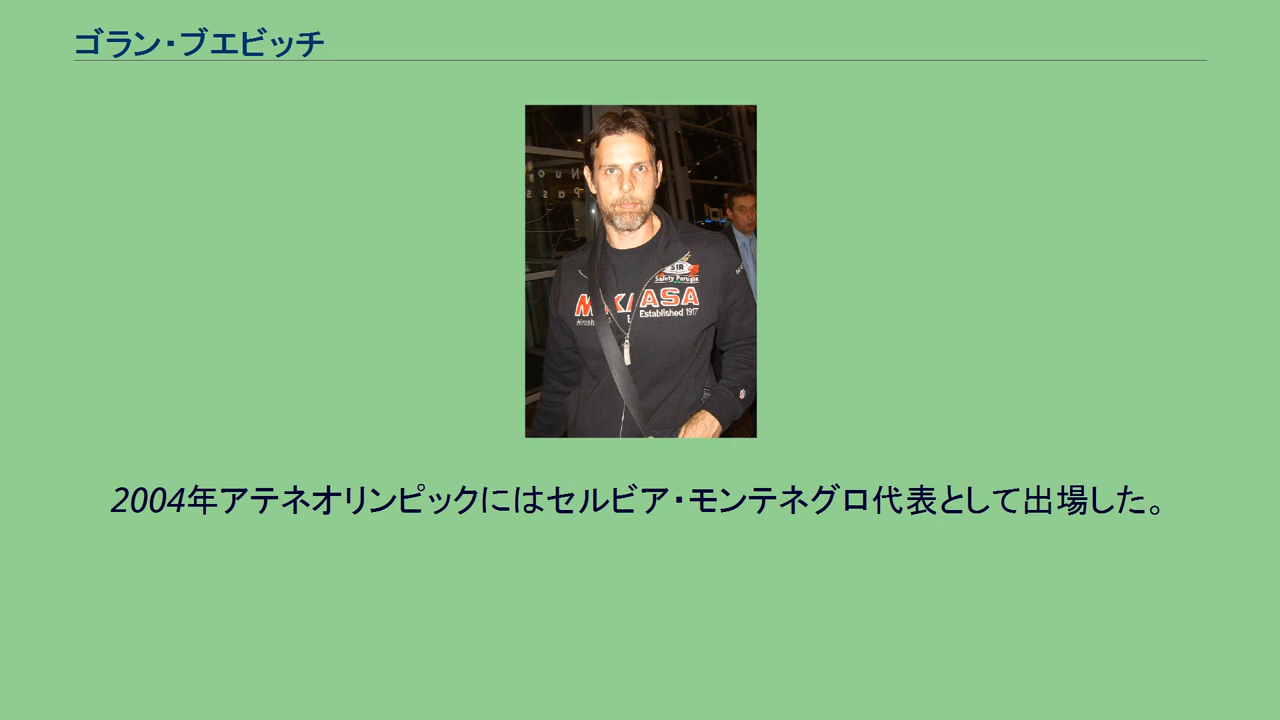 ゴラン・ブエビッチ
SIR
Safety Perugia
MIKASA
Established 1917
2004年アテネオリンピックにはセルビア・モンテネグロ代表として出場した。